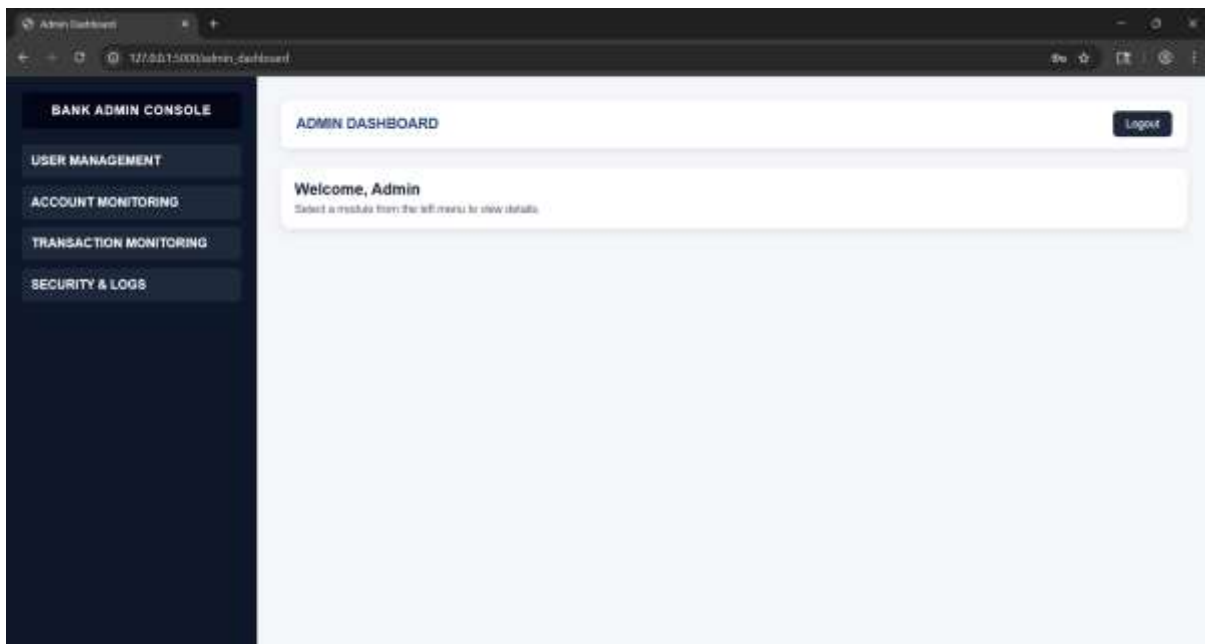 Admin Dashboard
127.0.0.1:5000/admin_dashboard
BANK ADMIN CONSOLE
ADMIN DASHBOARD
Logout
USER MANAGEMENT
Welcome, Admin
Select a module from the left menu to view details.
ACCOUNT MONITORING
TRANSACTION MONITORING
SECURITY & LOGS